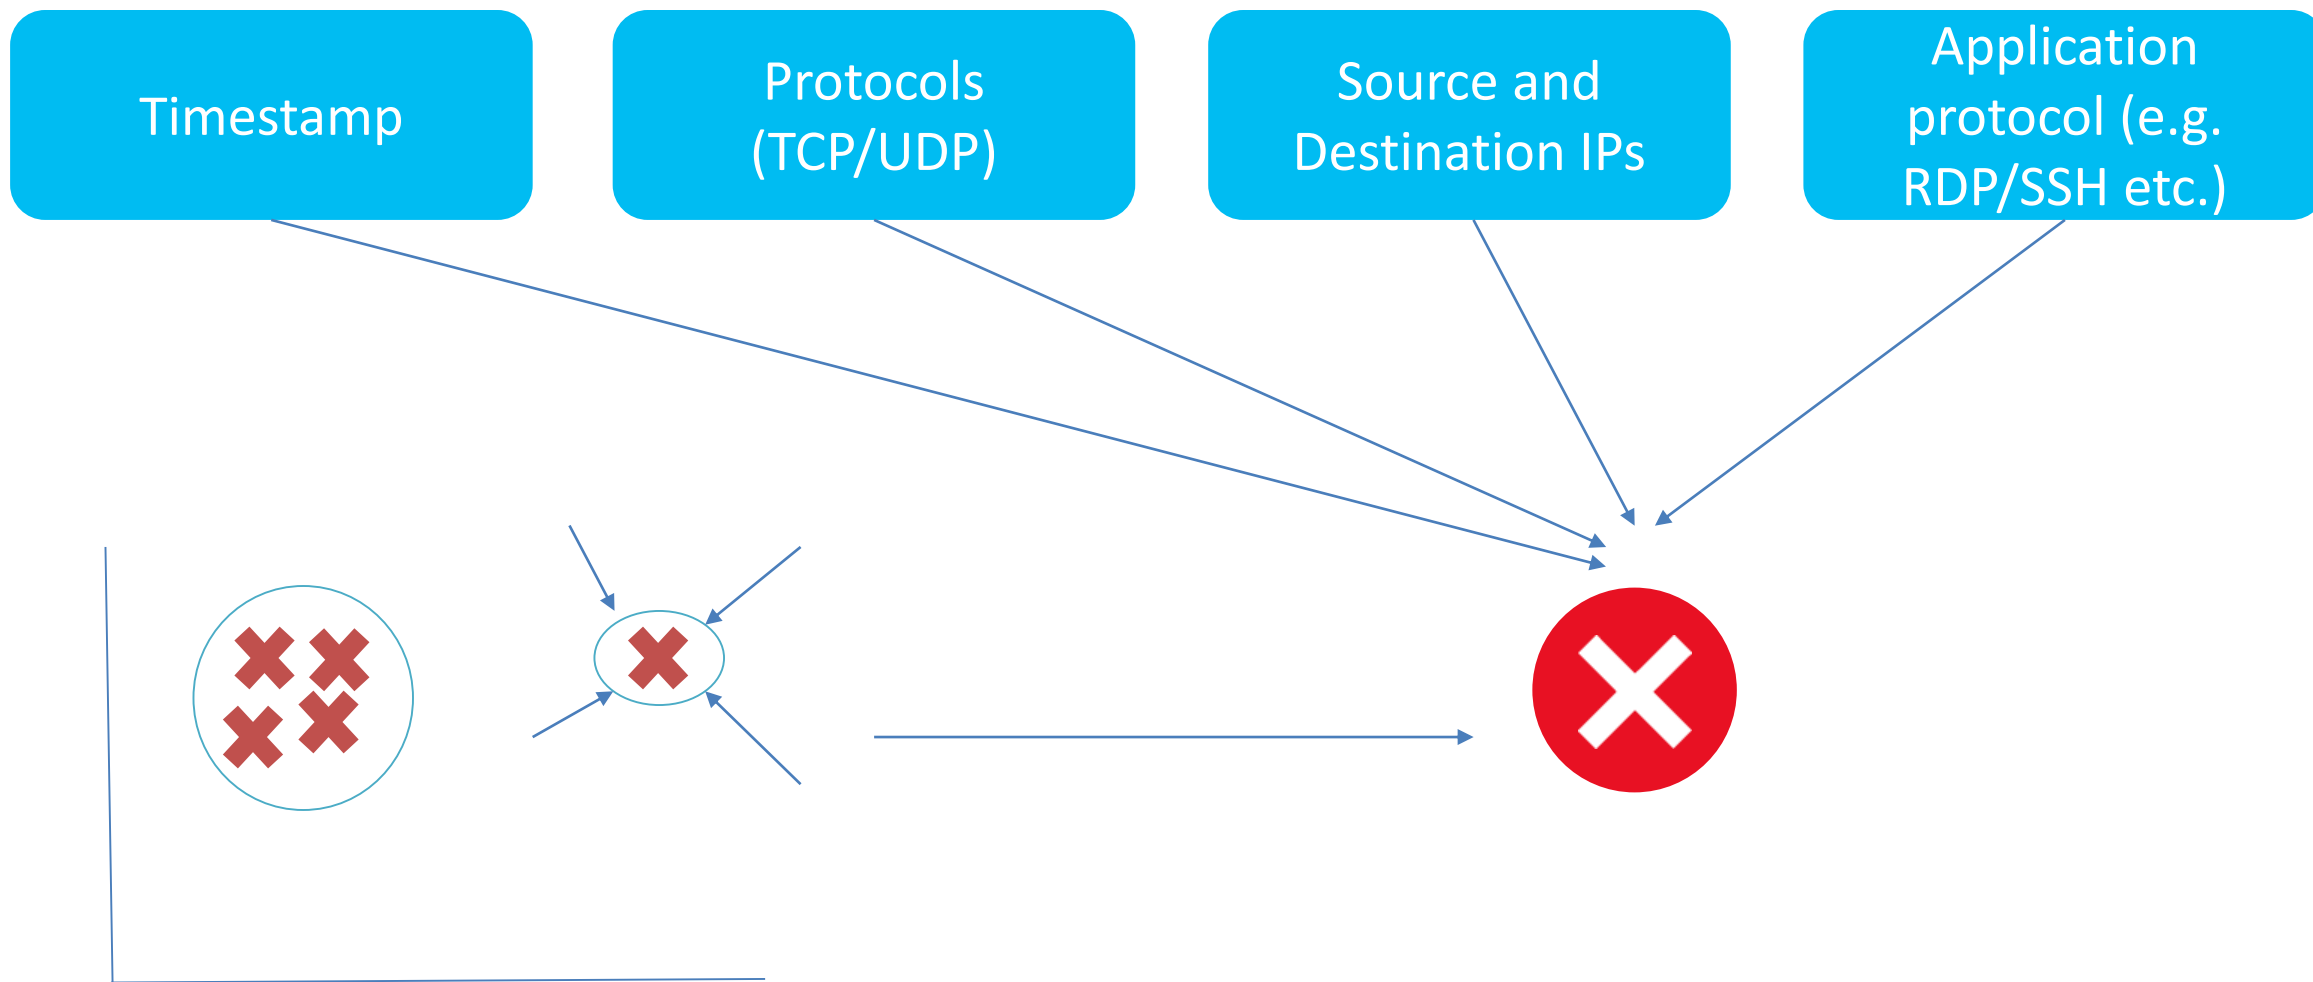 Timestamp
Protocols
(TCP/UDP)
Source and
Destination IPs
Application
protocol (e.g.
RDP/SSH etc.)